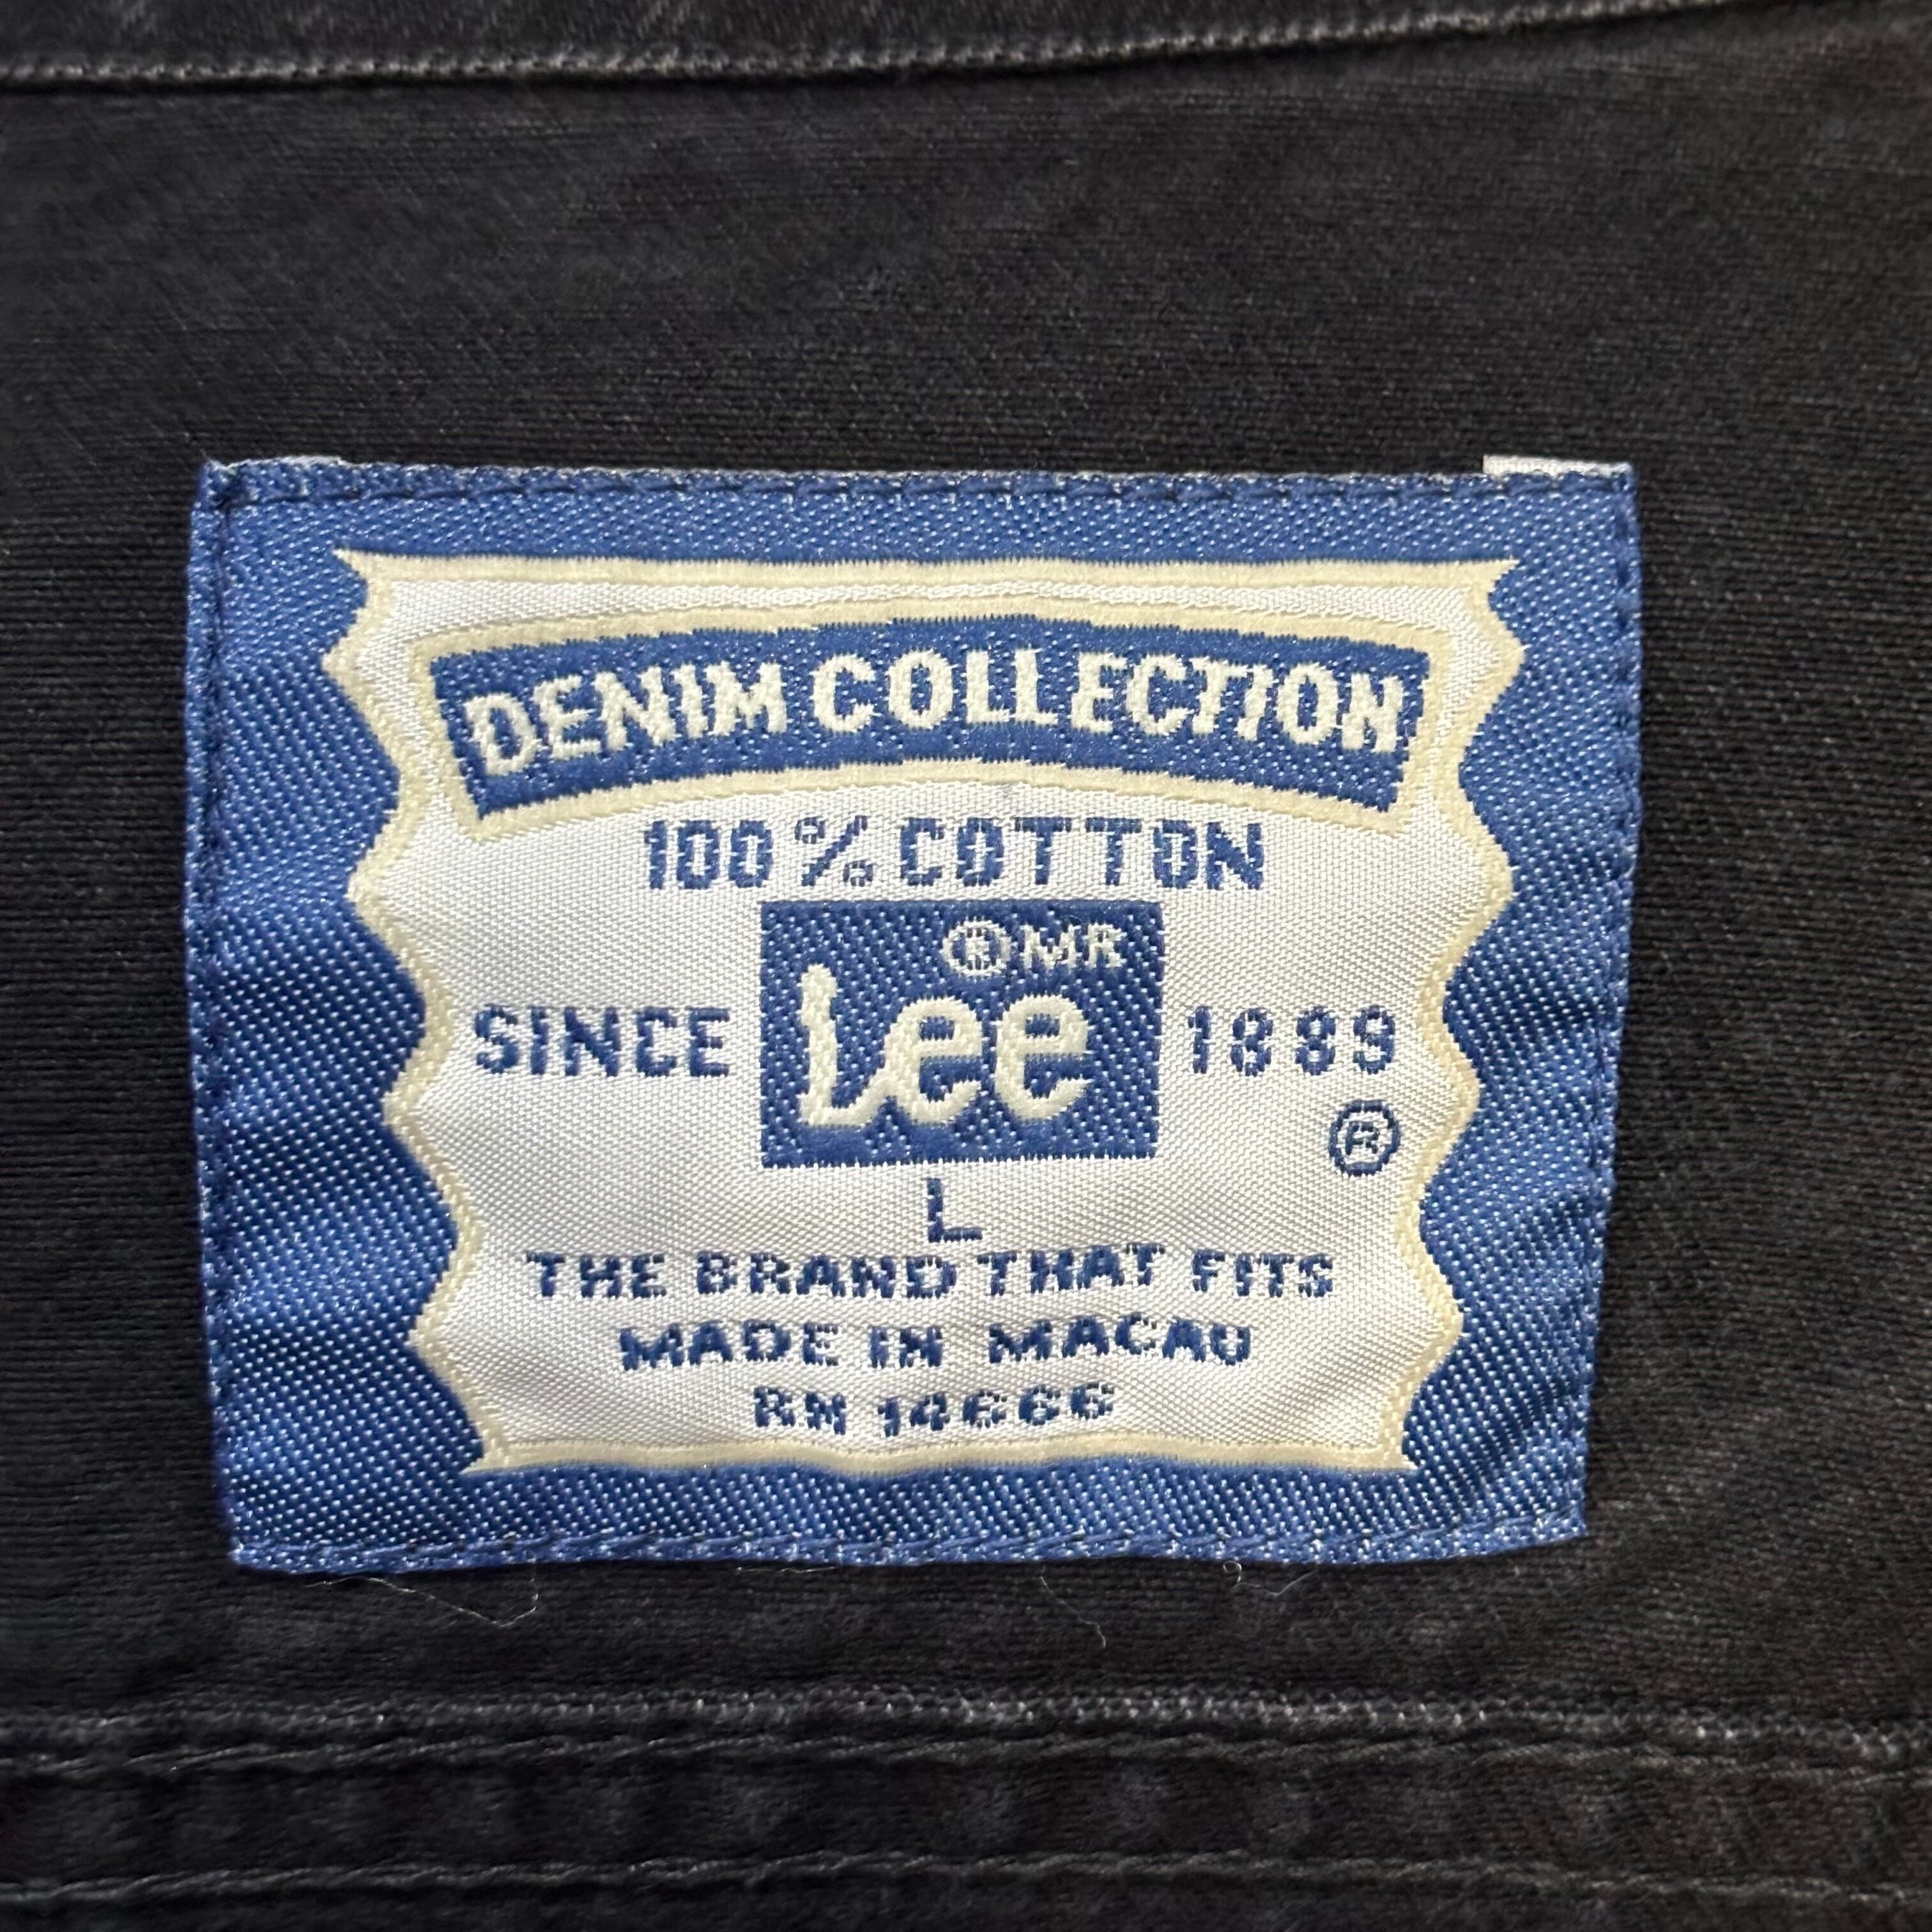 DENIM COLLECTION
100% COTTON
® MR
SINCE Lee 1889
®
L
THE BRAND THAT FITS
MADE IN MACAU
RN 14666